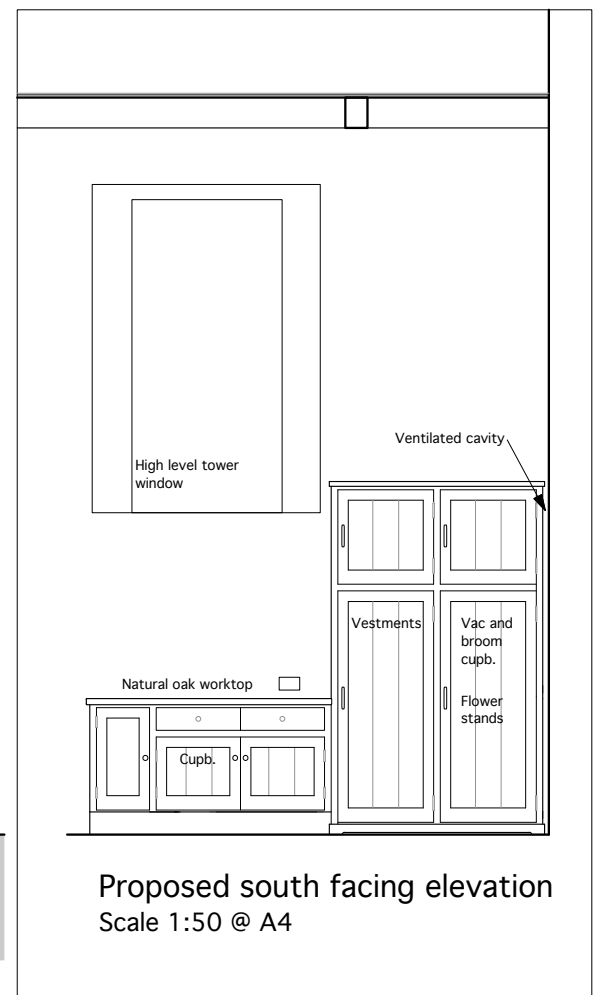 High level tower
window
Ventilated cavity
Vestments
Vac and
broom
cupb.
Flower
stands
Natural oak worktop
Cupb.
Proposed south facing elevation
Scale 1:50 @ A4